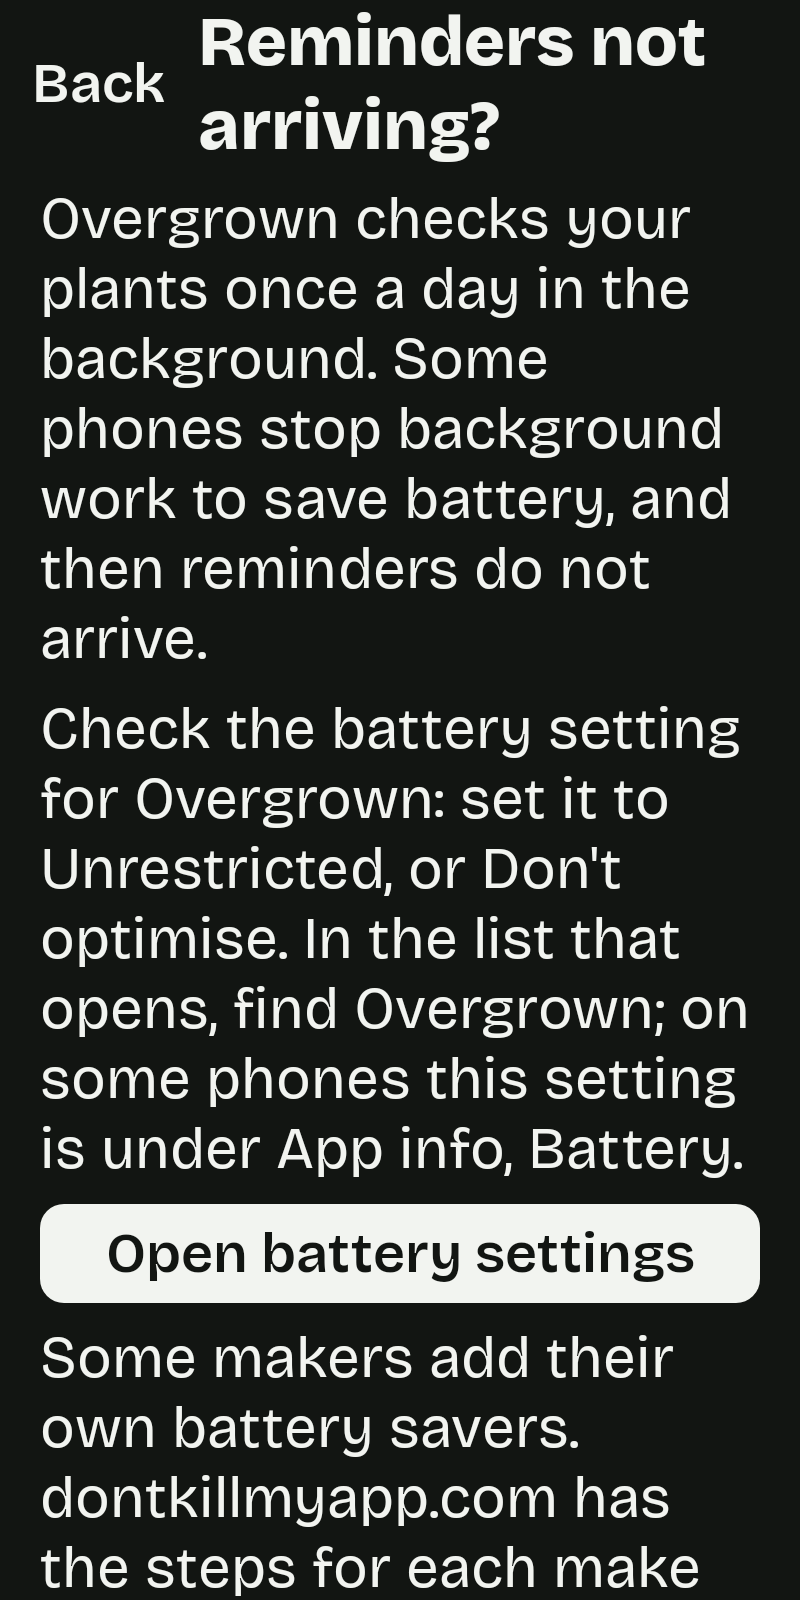 Back
Reminders not
arriving?
Overgrown checks your
plants once a day in the
background. Some
phones stop background
work to save battery, and
then reminders do not
arrive.
Check the battery setting
for Overgrown: set it to
Unrestricted, or Don't
optimise. In the list that
opens, find Overgrown; on
some phones this setting
is under App info, Battery.
Open battery settings
Some makers add their
own battery savers.
dontkillmyapp.com has
the steps for each make